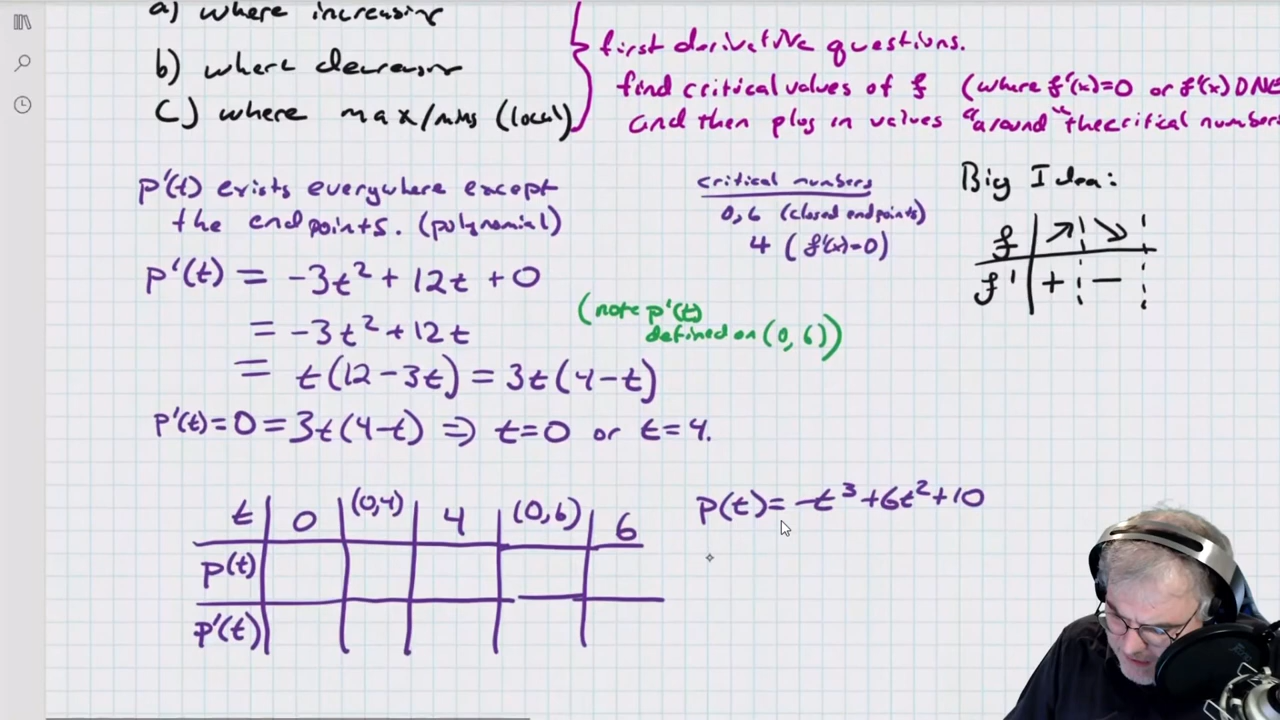 a) where increasing
b) where decreasing
c) where max/mins (local)
first derivative questions.
find critical values of f (where f'(x)=0 or f'(x) DNE
and then plug in values "around" the critical numbers
p'(t) exists everywhere except
the endpoints. (polynomial)
p'(t) = -3t² + 12t + 0
= -3t² + 12t
= t(12-3t) = 3t(4-t)
p'(t)=0=3t(4-t) ⇒ t=0 or t=4.
critical numbers
0,6 (closed endpoints)
4 (f'(x)=0)
(note p'(t)
defined on (0,6))
Big Idea:
f ↗ ↘
f' + -
t 0 (0,4) 4 (0,6) 6
p(t)
p'(t)
p(t)= -t³+6t²+10